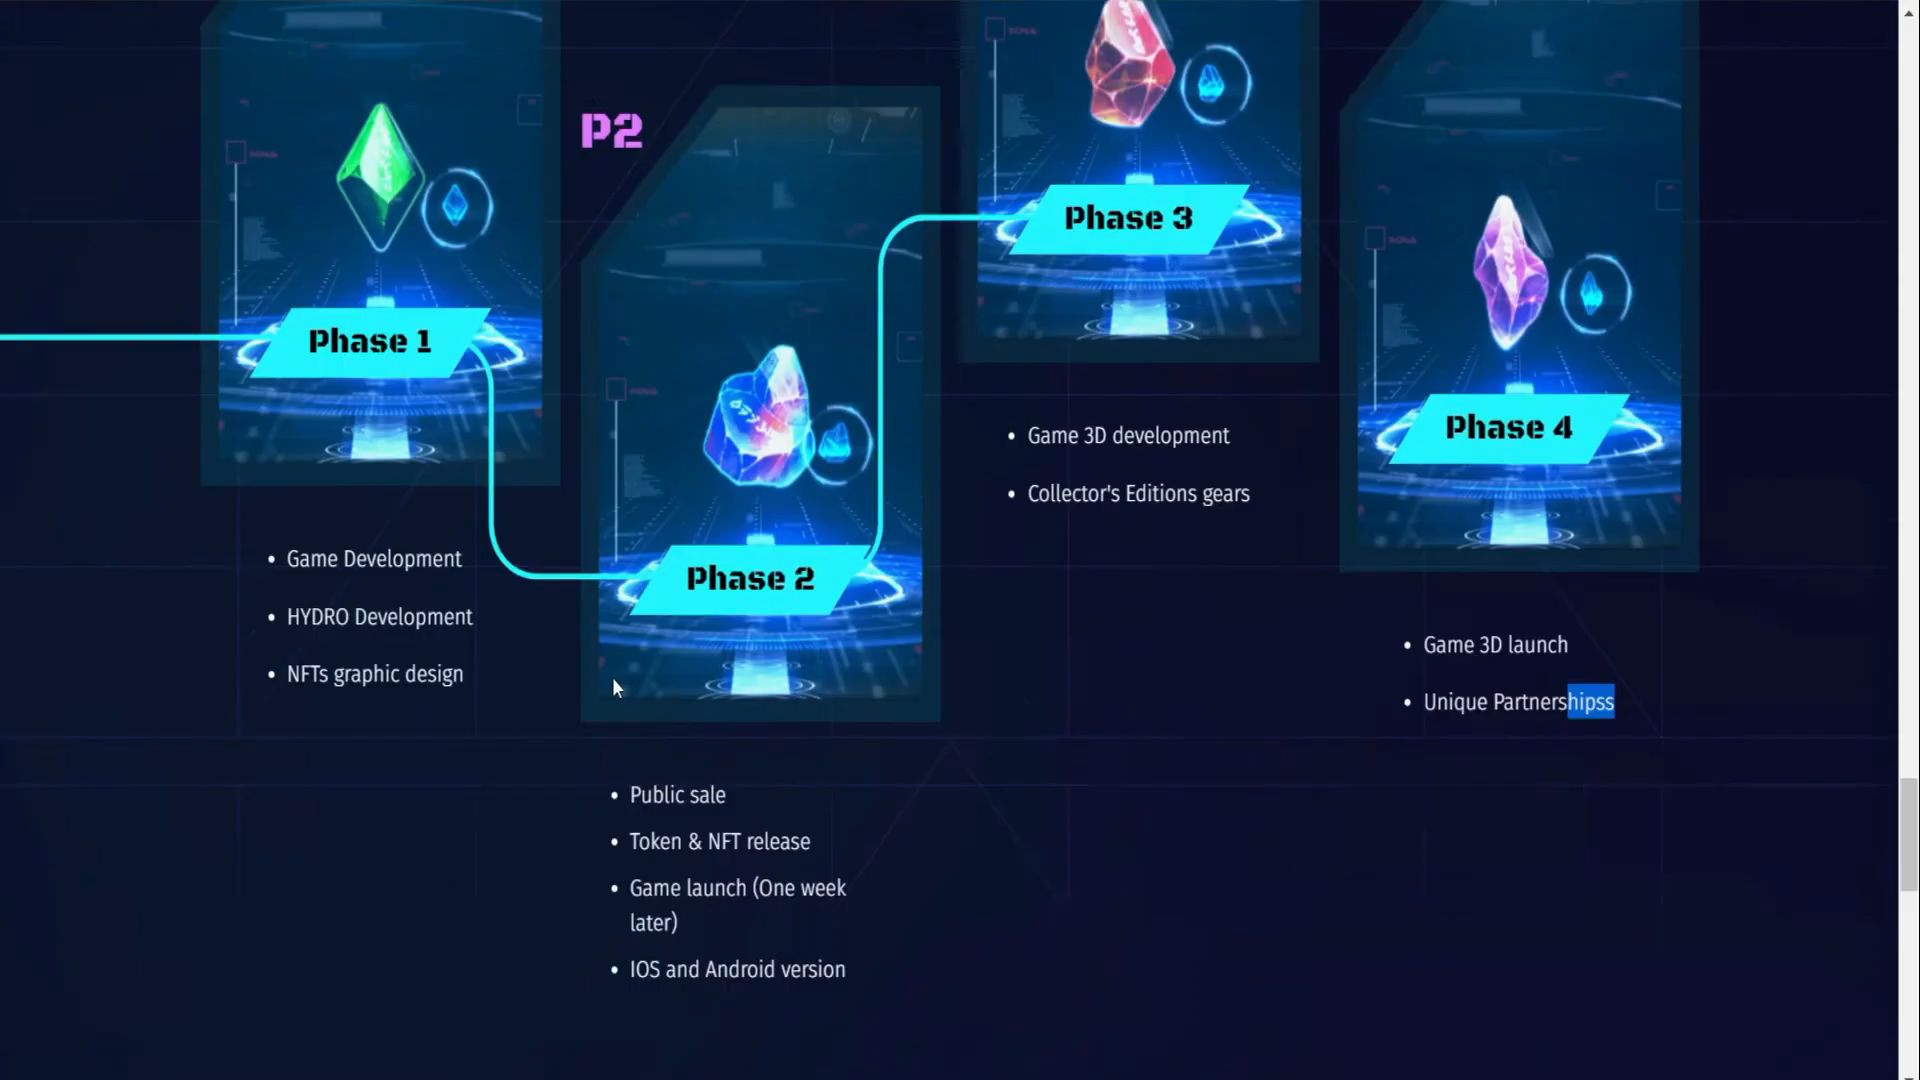 Phase 1
• Game Development
• HYDRO Development
• NFTs graphic design
P2
Phase 2
• Public sale
• Token & NFT release
• Game launch (One week
later)
• IOS and Android version
Phase 3
• Game 3D development
• Collector's Editions gears
Phase 4
• Game 3D launch
• Unique Partnershipss